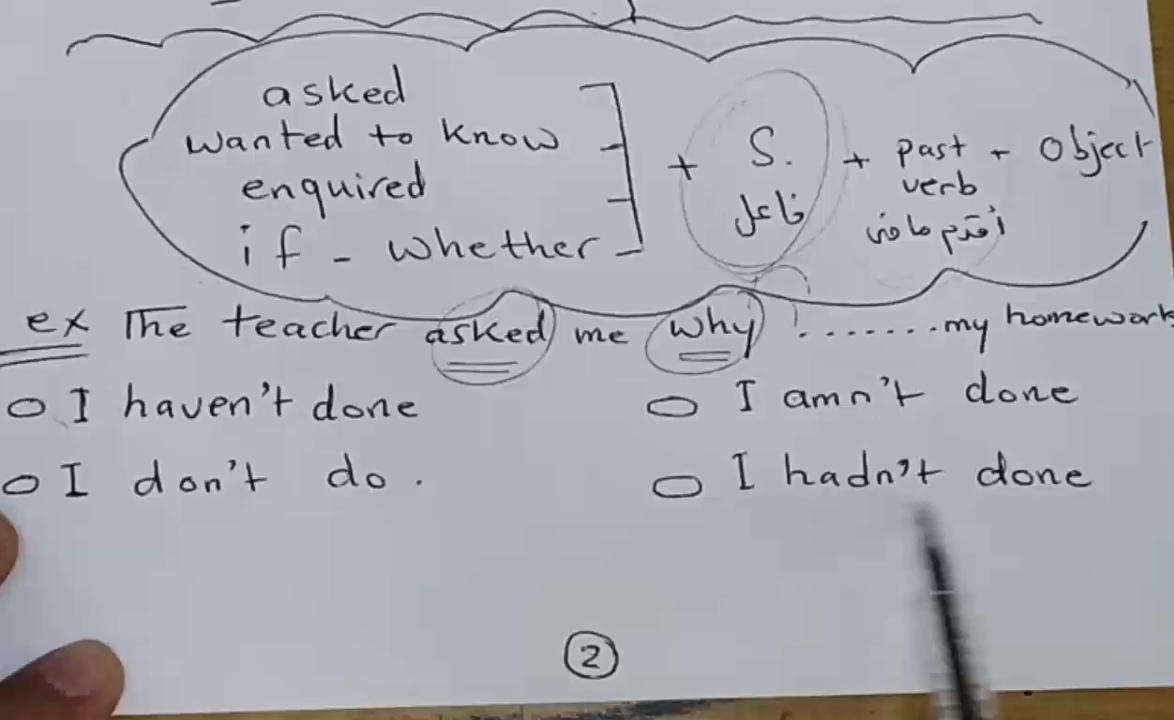 asked
wanted to know
enquired
if - whether
+ S. + past verb + Object
فاعل
أقدم ماضى
ex The teacher asked me why ....... my homework
I haven't done
I amn't done
I don't do.
I hadn't done
2